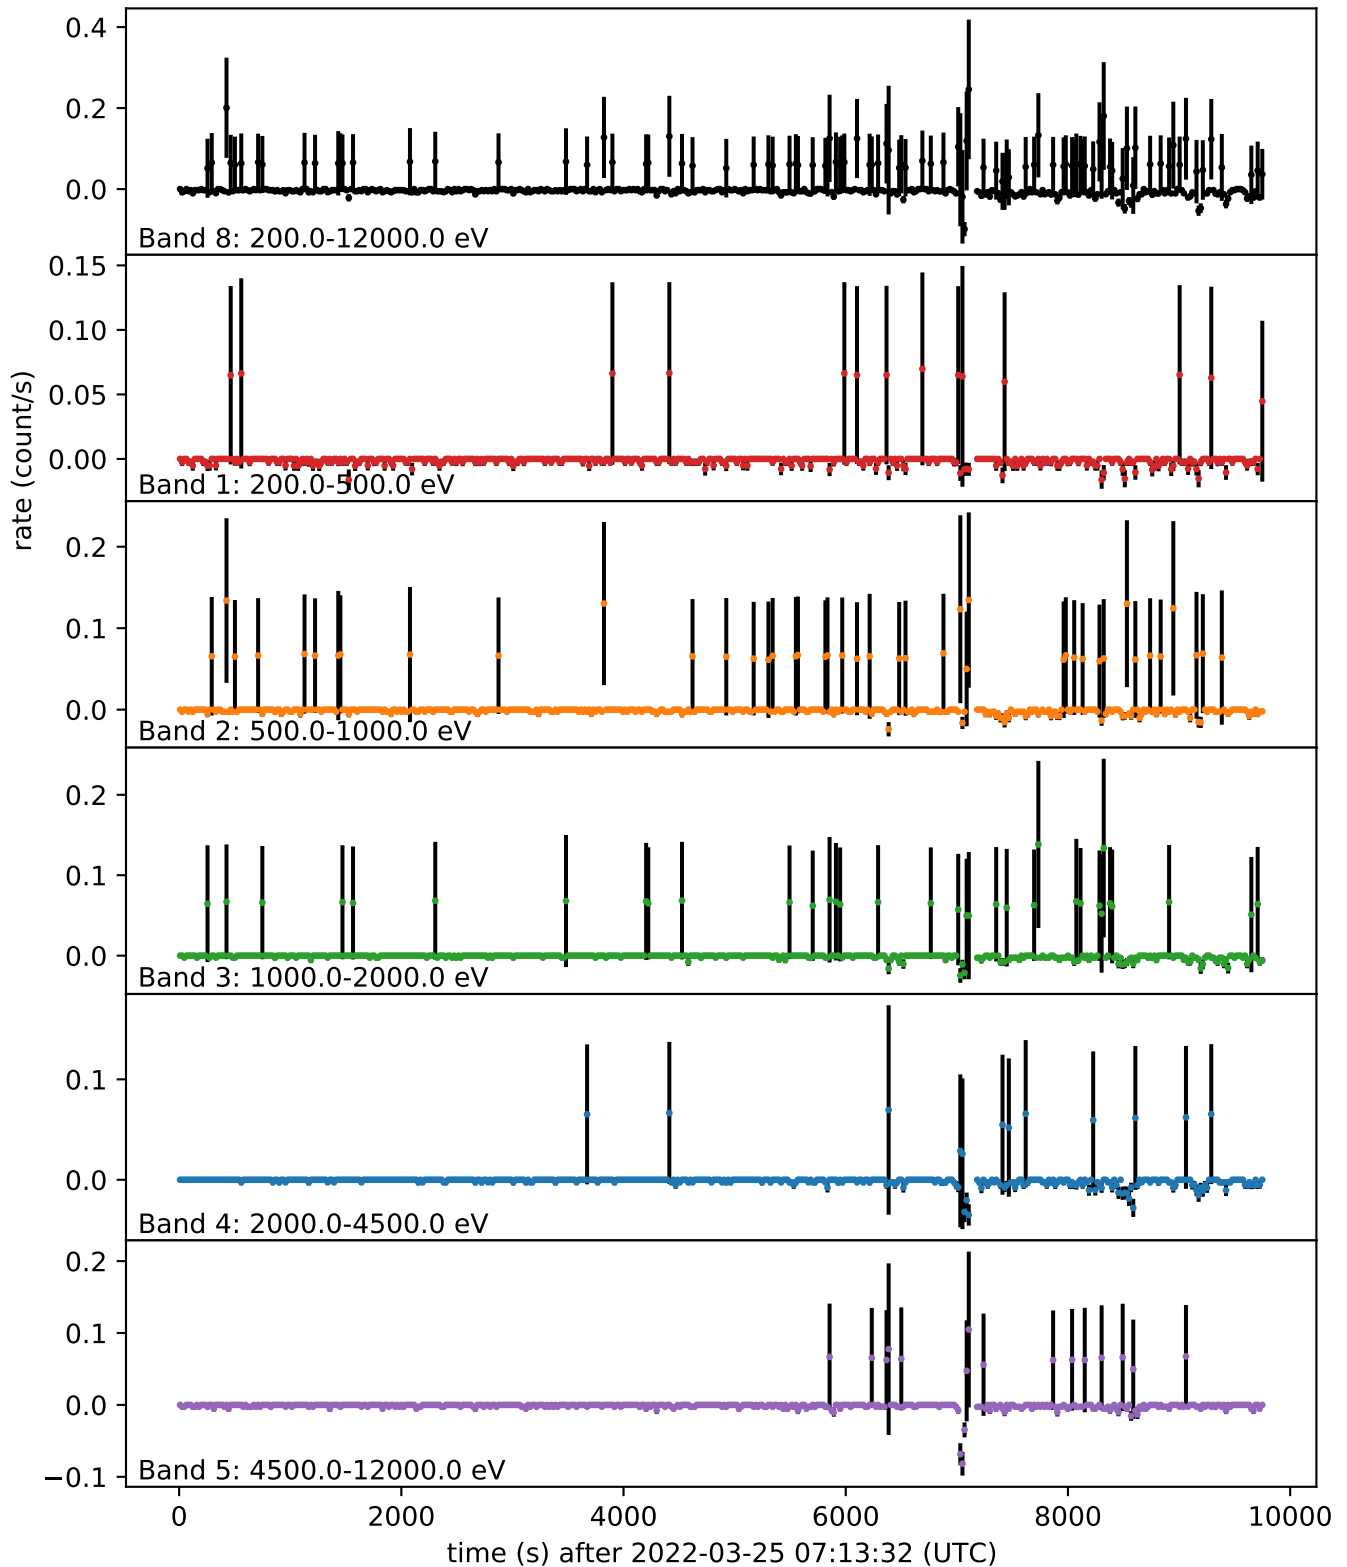 0.4
0.2
0.0
Band 8: 200.0-12000.0 eV
0.15
0.10
0.05
0.00
Band 1: 200.0-500.0 eV
rate (count/s)
0.2
0.1
0.0
Band 2: 500.0-1000.0 eV
0.2
0.1
0.0
Band 3: 1000.0-2000.0 eV
0.1
0.0
Band 4: 2000.0-4500.0 eV
0.2
0.1
0.0
−0.1
Band 5: 4500.0-12000.0 eV
0 2000 4000 6000 8000 10000
time (s) after 2022-03-25 07:13:32 (UTC)